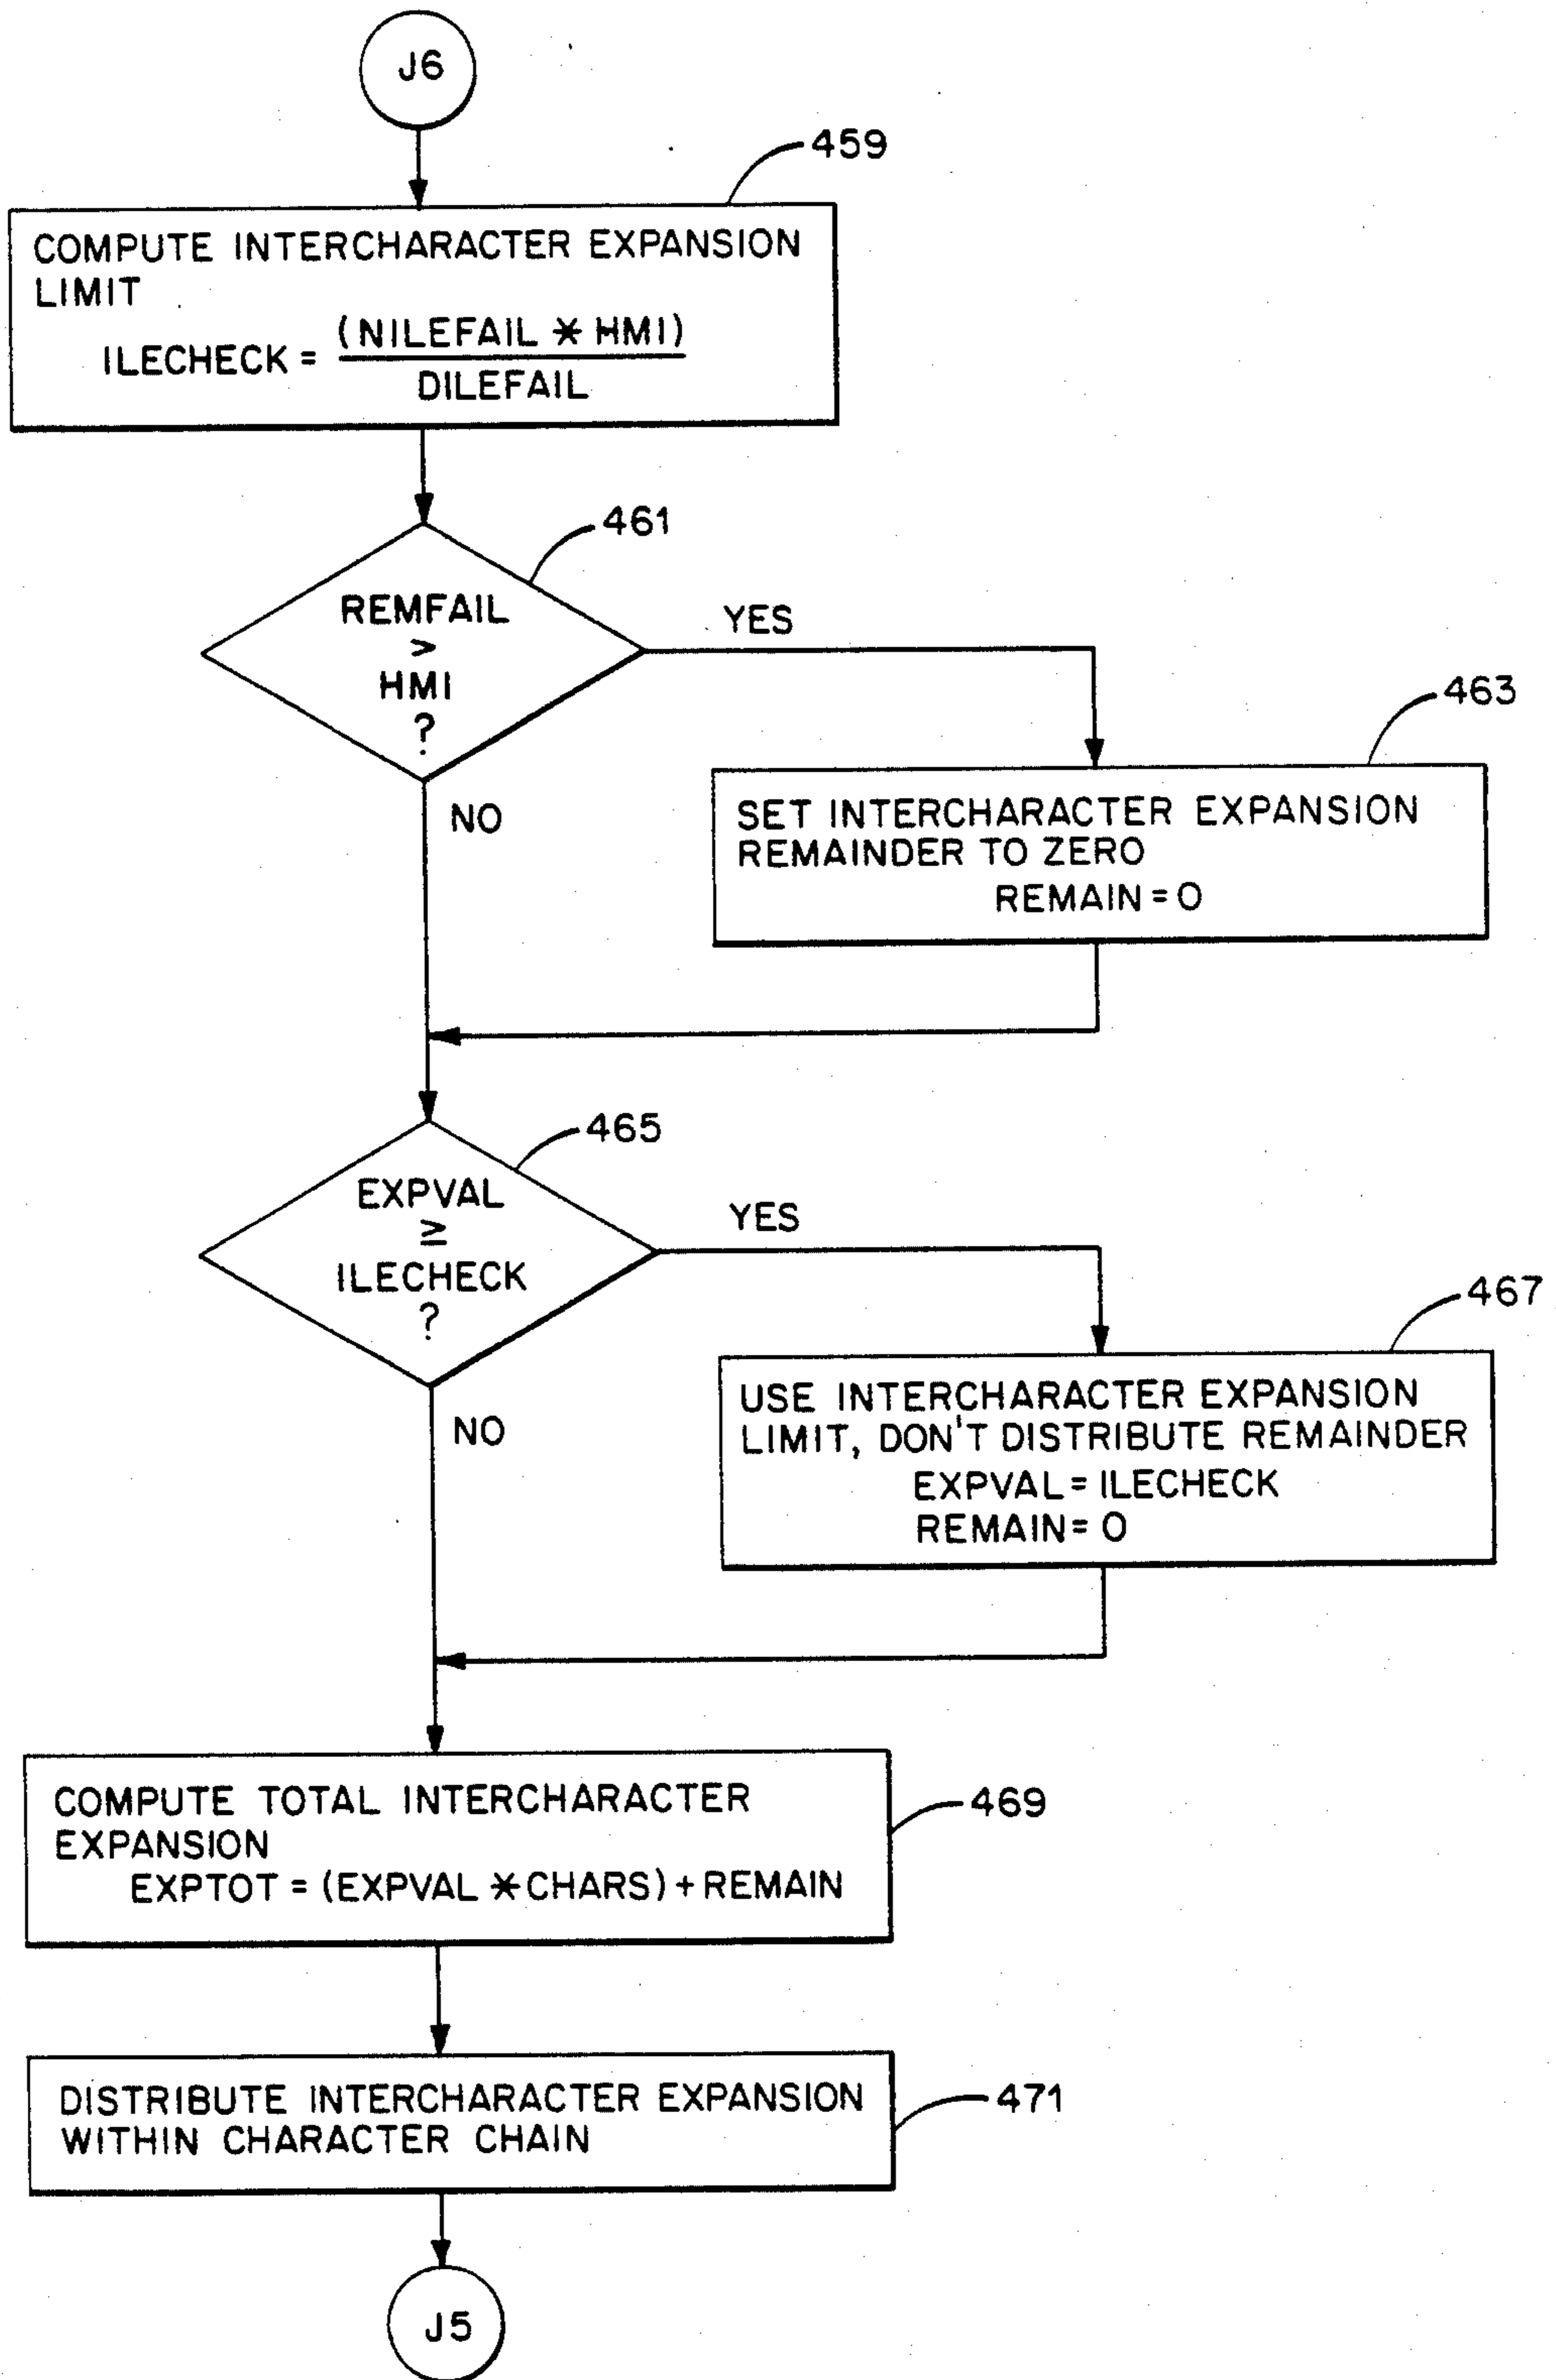 J6
459
COMPUTE INTERCHARACTER EXPANSION
LIMIT
ILECHECK = (NILEFAIL * HMI)
DILEFAIL
461
REMFAIL
>
HMI
?
YES
463
NO
SET INTERCHARACTER EXPANSION
REMAINDER TO ZERO
REMAIN = 0
465
EXPVAL
≥
ILECHECK
?
YES
467
NO
USE INTERCHARACTER EXPANSION
LIMIT, DON'T DISTRIBUTE REMAINDER
EXPVAL = ILECHECK
REMAIN = 0
COMPUTE TOTAL INTERCHARACTER
EXPANSION
EXPTOT = (EXPVAL * CHARS) + REMAIN
469
DISTRIBUTE INTERCHARACTER EXPANSION
WITHIN CHARACTER CHAIN
471
J5